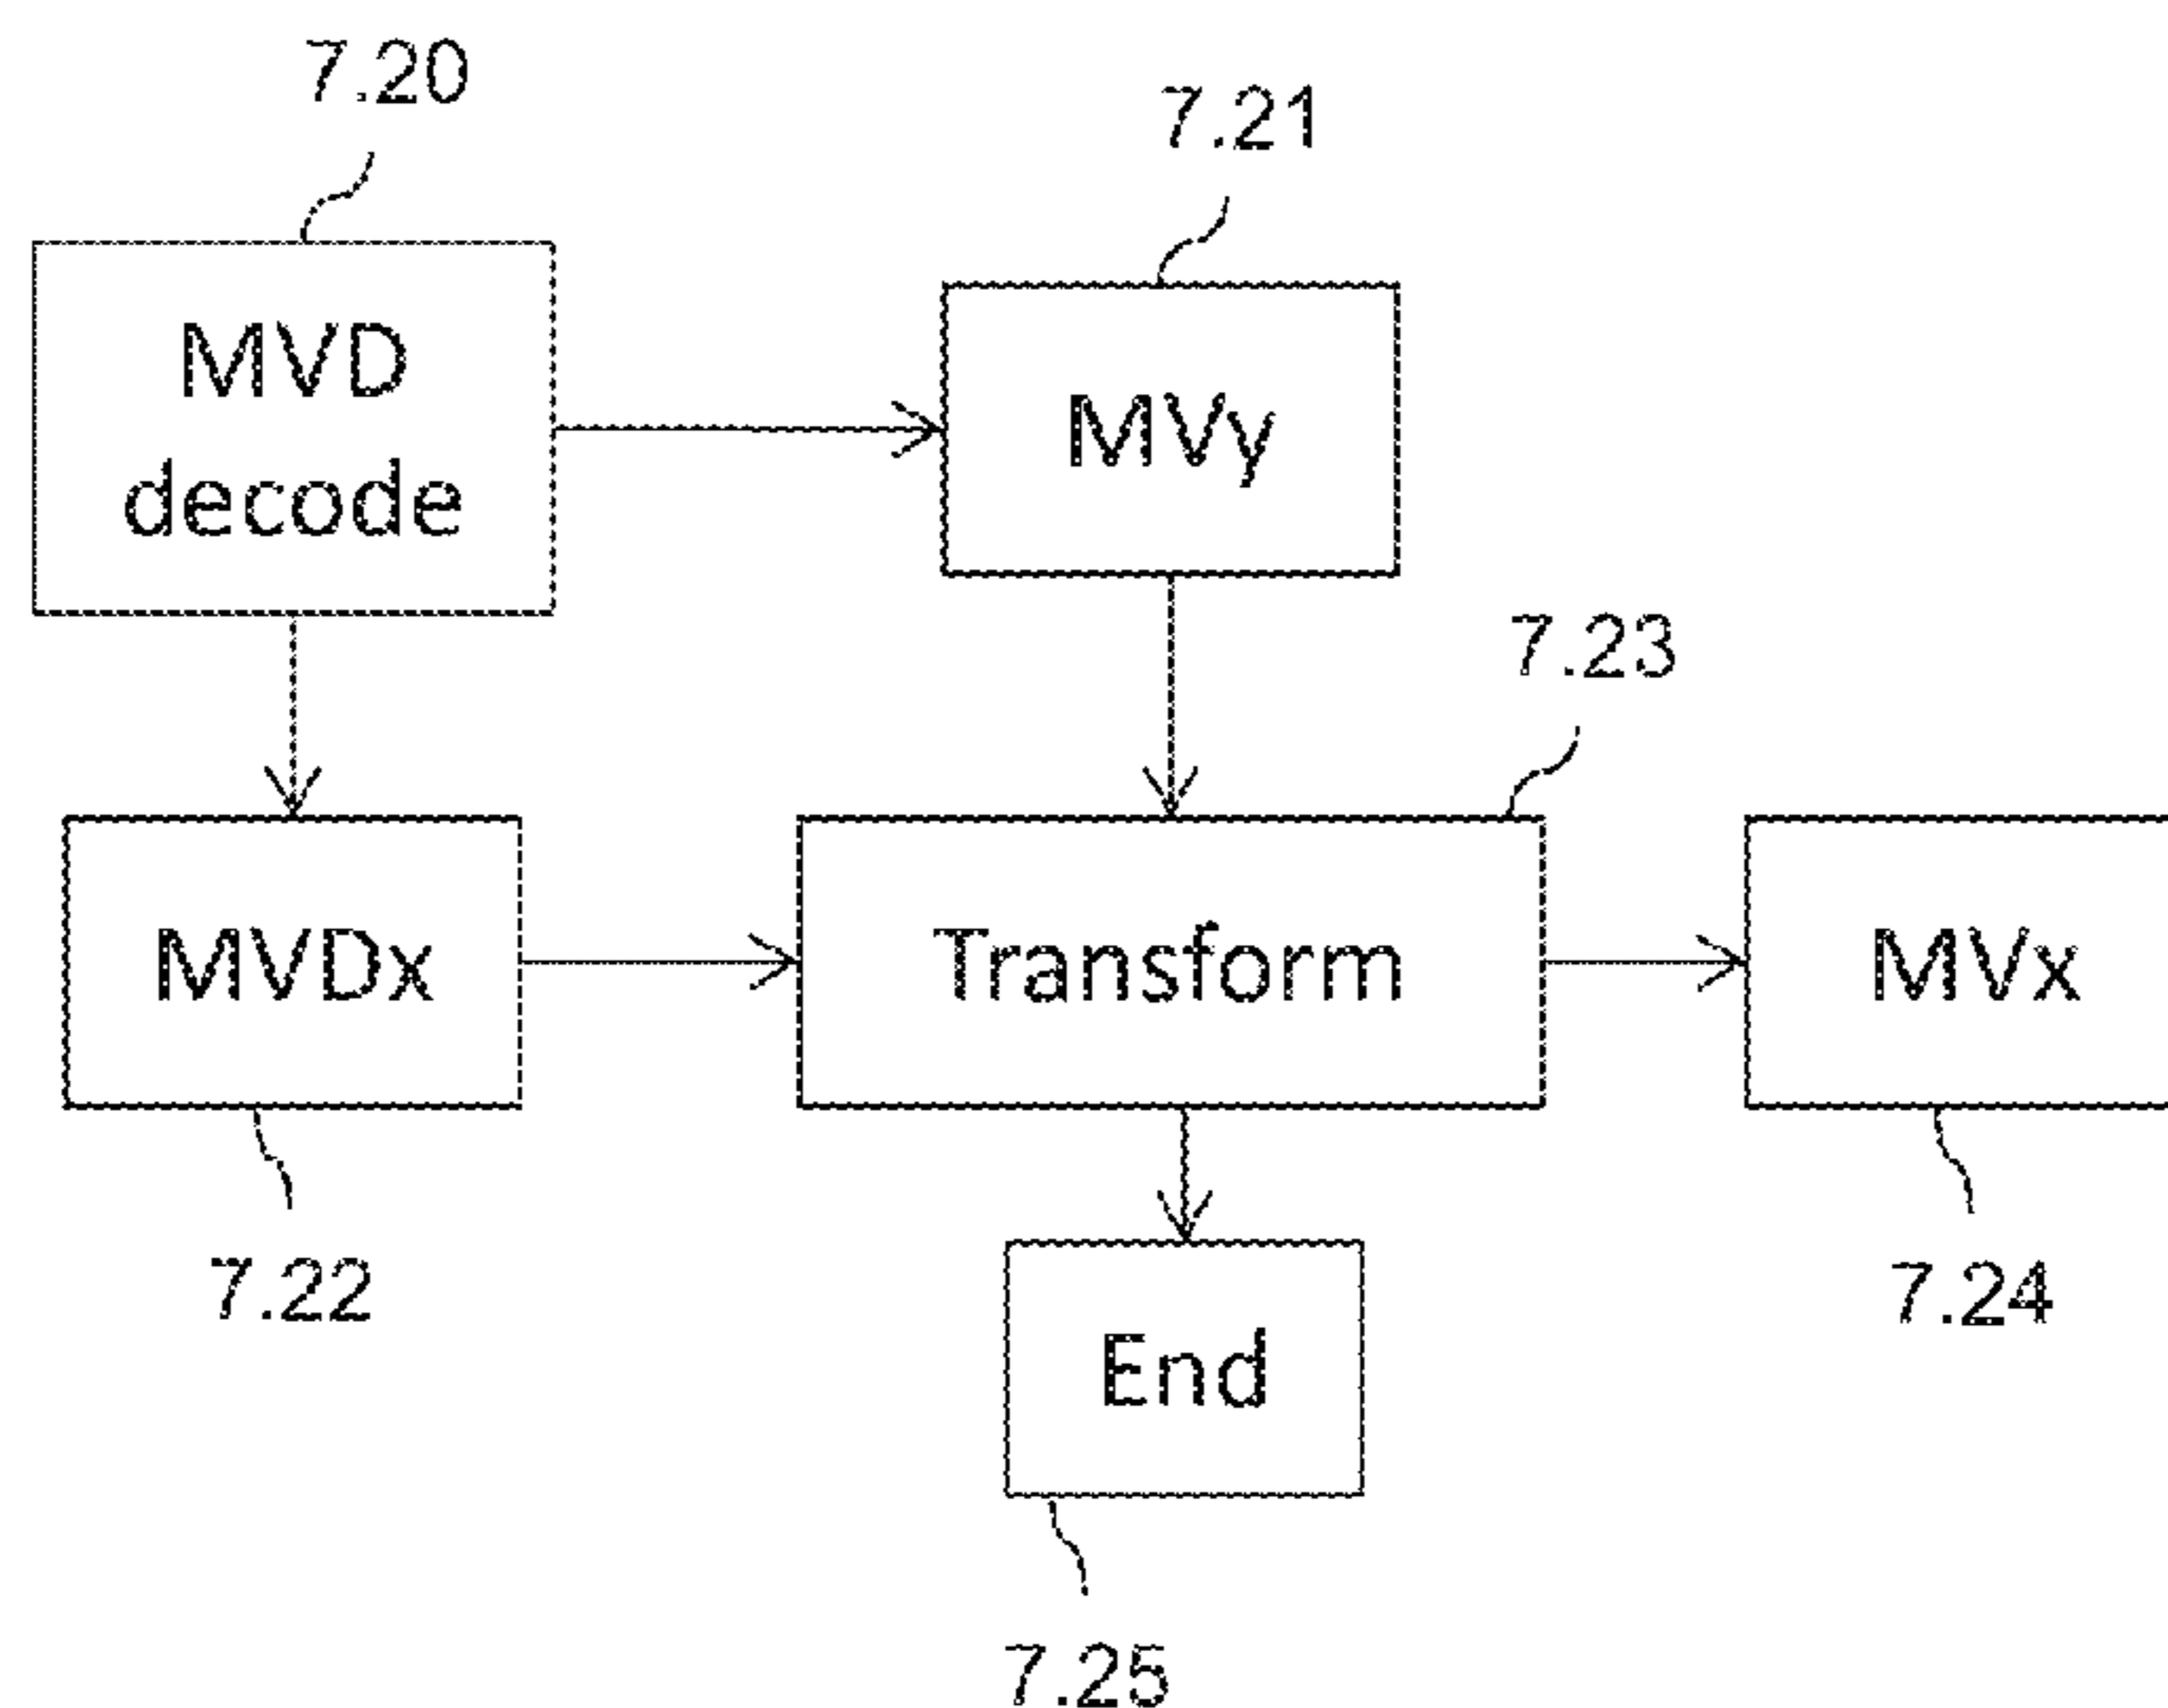 7.20
7.21
MVD
decode
MVy
7.23
MVDx
Transform
MVx
7.22
7.24
End
7.25